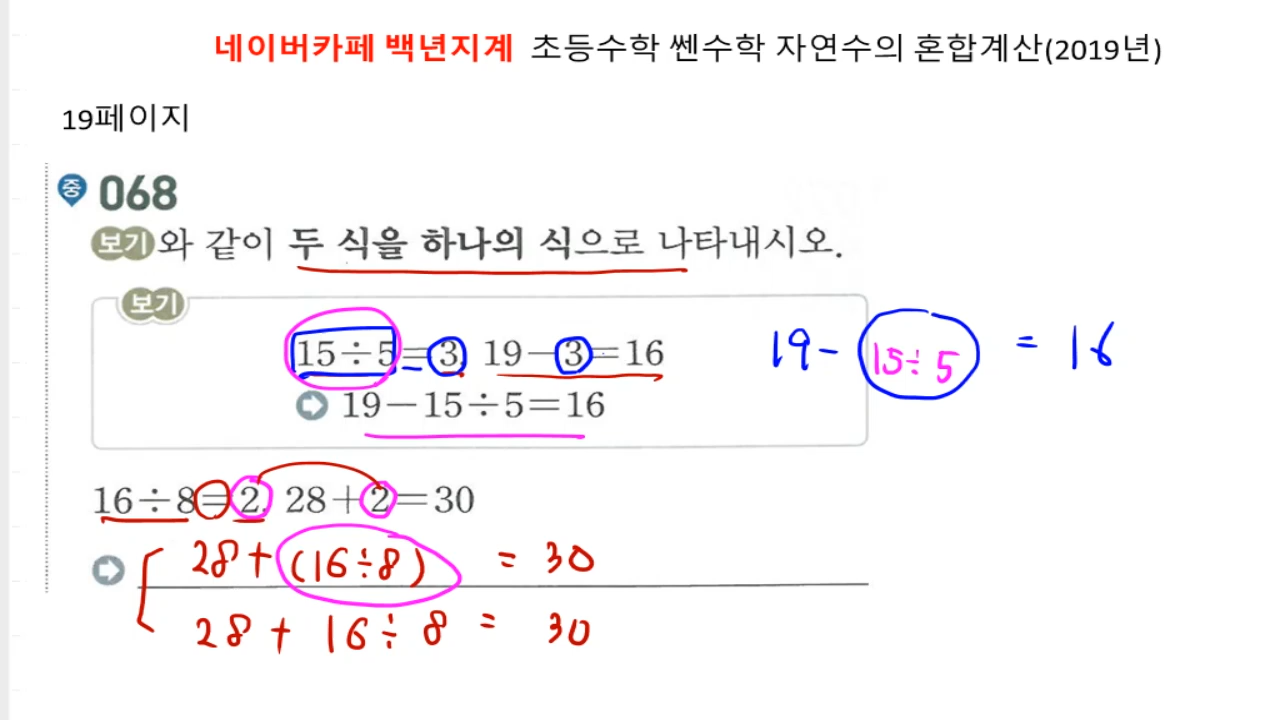 네이버카페 백년지계 초등수학 쎈수학 자연수의 혼합계산(2019년)
19페이지
중 068
보기와 같이 두 식을 하나의 식으로 나타내시오.
보기
15÷5=3, 19-3=16
19- 15÷5 = 16
➩ 19-15÷5=16
16÷8=2, 28+2=30
➩ 28+(16÷8) = 30
28+ 16÷8 = 30